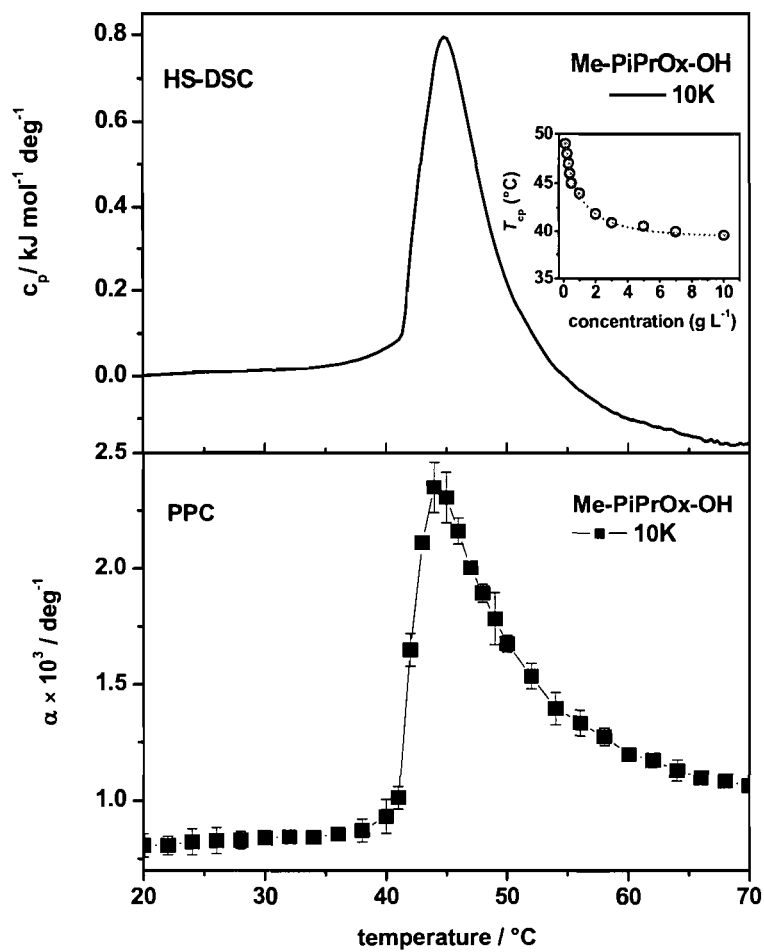 0.8
0.6
0.4
0.2
0.0
c_p / kJ mol⁻¹ deg⁻¹
HS-DSC
Me-PiPrOx-OH
10K
50
45
40
35
T_cp (°C)
0 2 4 6 8 10
concentration (g L⁻¹)
2.5
2.0
1.5
1.0
α × 10³ / deg⁻¹
PPC
Me-PiPrOx-OH
10K
20 30 40 50 60 70
temperature / °C